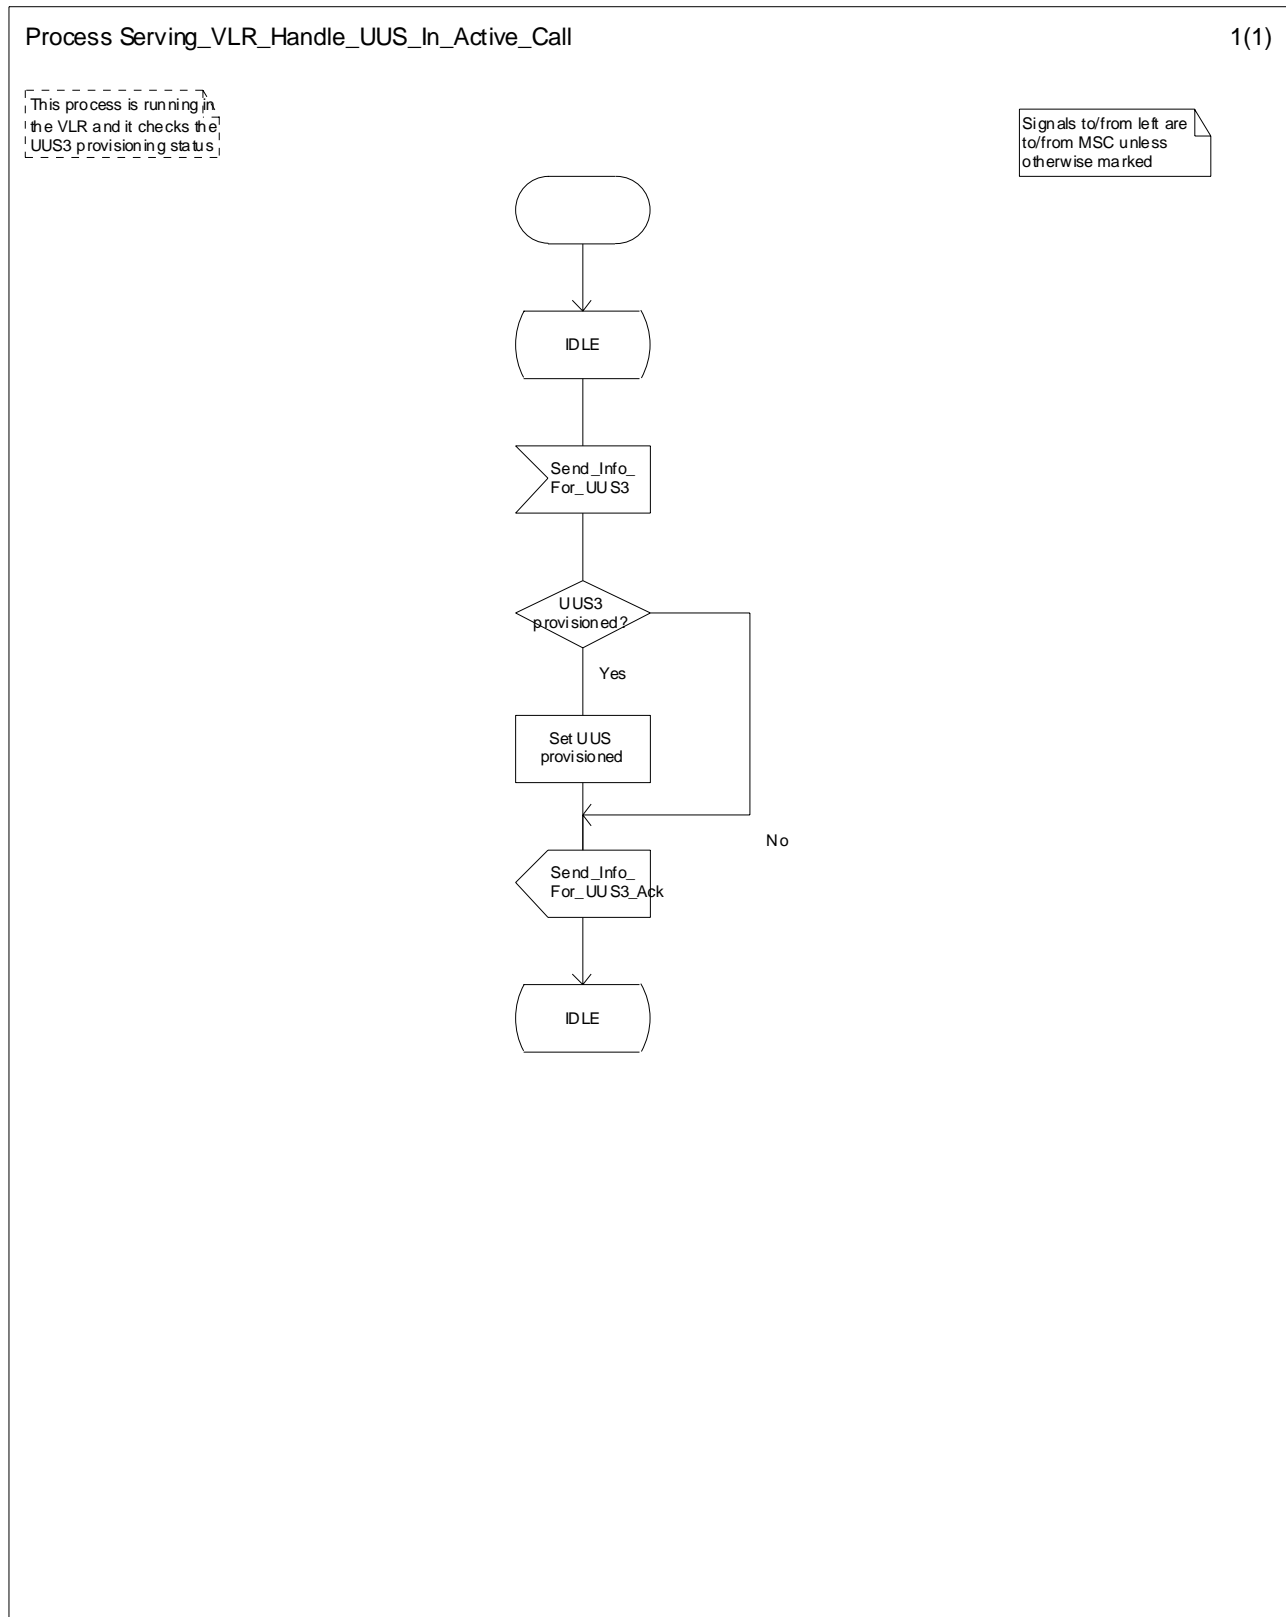 Process Serving_VLR_Handle_UUS_In_Active_Call
1(1)
This process is running in
the VLR and it checks the
UUS3 provisioning status
Signals to/from left are
to/from MSC unless
otherwise marked
IDLE
Send_Info_
For_UUS3
UUS3
provisioned?
Yes
Set UUS
provisioned
No
Send_Info_
For_UUS3_Ack
IDLE